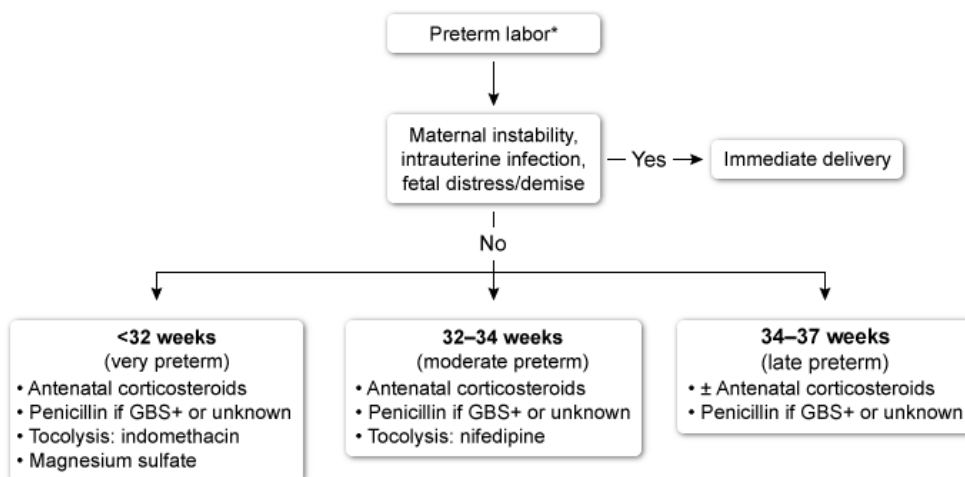 Preterm labor*
Maternal instability,
intrauterine infection,
fetal distress/demise
Yes
Immediate delivery
No
<32 weeks
(very preterm)
• Antenatal corticosteroids
• Penicillin if GBS+ or unknown
• Tocolysis: indomethacin
• Magnesium sulfate
32–34 weeks
(moderate preterm)
• Antenatal corticosteroids
• Penicillin if GBS+ or unknown
• Tocolysis: nifedipine
34–37 weeks
(late preterm)
• ± Antenatal corticosteroids
• Penicillin if GBS+ or unknown